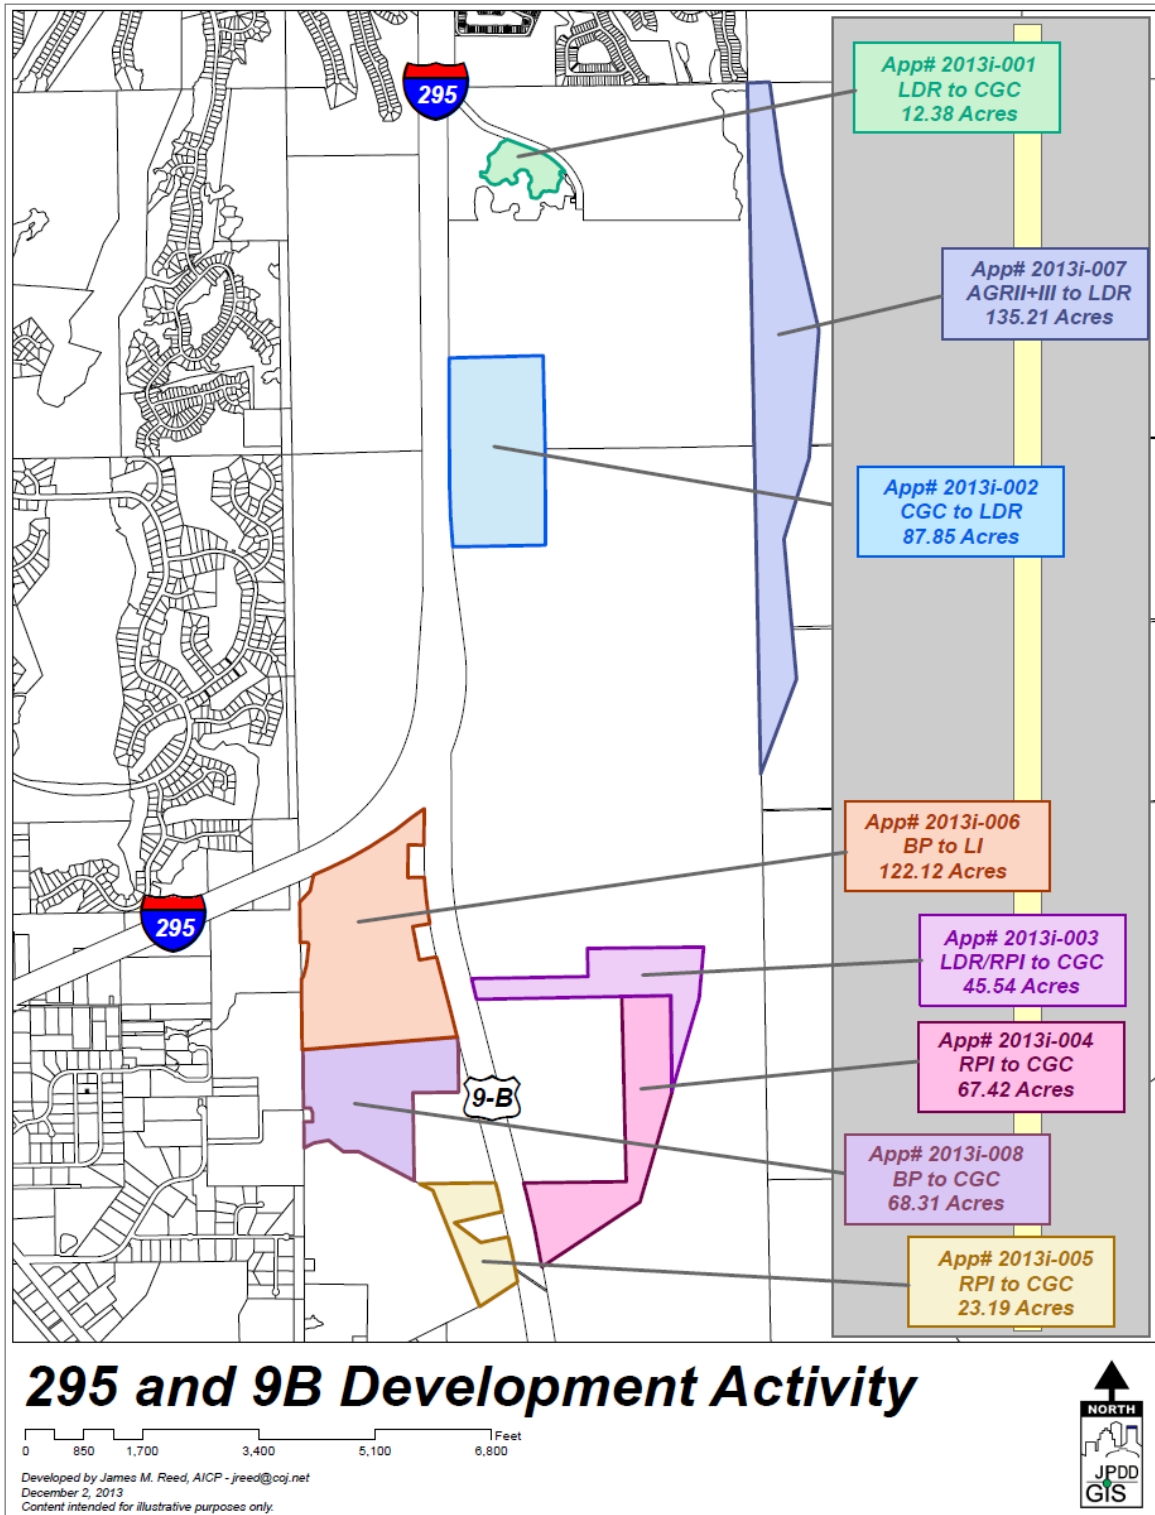 295
App# 2013i-001
LDR to CGC
12.38 Acres
App# 2013i-007
AGRII+III to LDR
135.21 Acres
App# 2013i-002
CGC to LDR
87.85 Acres
App# 2013i-006
BP to LI
122.12 Acres
295
App# 2013i-003
LDR/RPI to CGC
45.54 Acres
App# 2013i-004
RPI to CGC
67.42 Acres
9-B
App# 2013i-008
BP to CGC
68.31 Acres
App# 2013i-005
RPI to CGC
23.19 Acres
295 and 9B Development Activity
Feet
0 850 1,700 3,400 5,100 6,800
Developed by James M. Reed, AICP - jreed@coj.net
December 2, 2013
Content intended for illustrative purposes only.
NORTH
JPDD
GIS